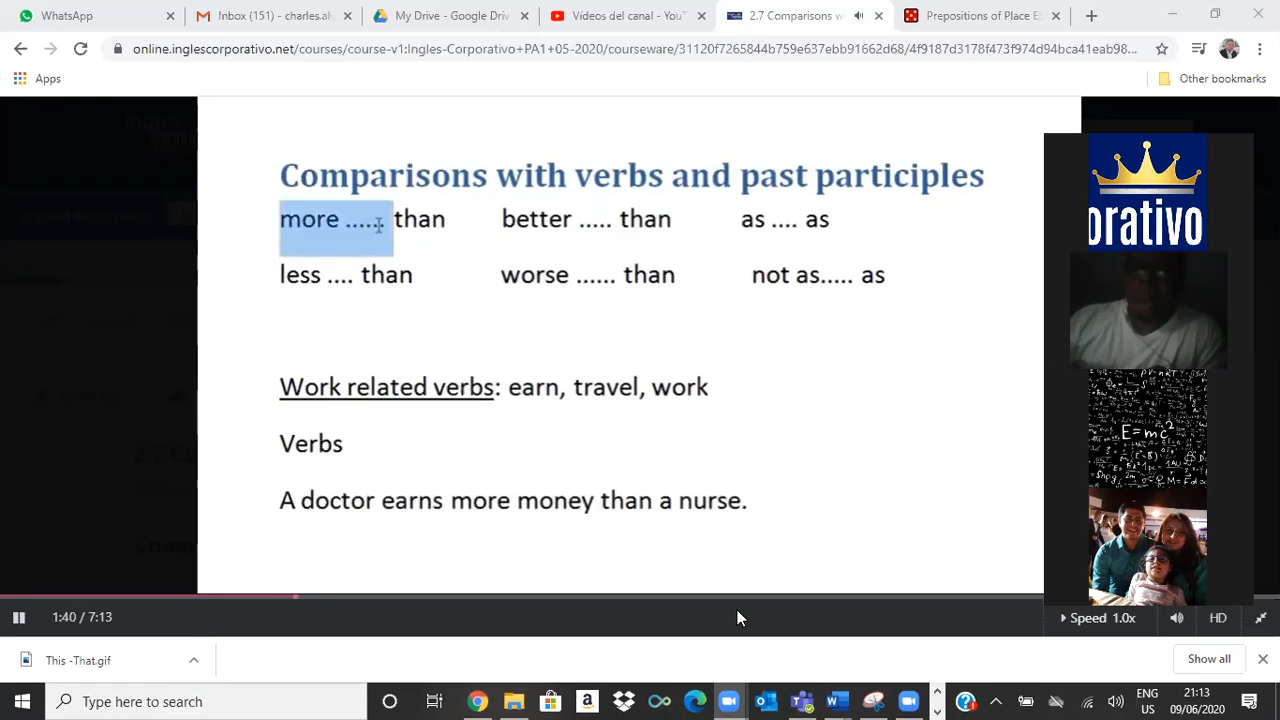 WhatsApp
Inbox (151) - cheles.al
My Drive - Google Dri
Vídeos del canal - YouT
2.7 Comparisons w
Prepositions of Place E
online.inglescorporativo.net/courses/course-v1:Ingles-Corporativo+PA1+05-2020/courseware/31120f7265844b759e637ebb91662d68/4f9187d3178f473f974d94bca41eab98...
Apps
Other bookmarks
Comparisons with verbs and past participles
more ...... than better ..... than as .... as
less .... than worse ...... than not as..... as
Work related verbs: earn, travel, work
Verbs
A doctor earns more money than a nurse.
orativo
E=mc²
1:40 / 7:13
Speed 1.0x
HD
This -That.gif
Show all
Type here to search
ENG
US
21:13
09/06/2020